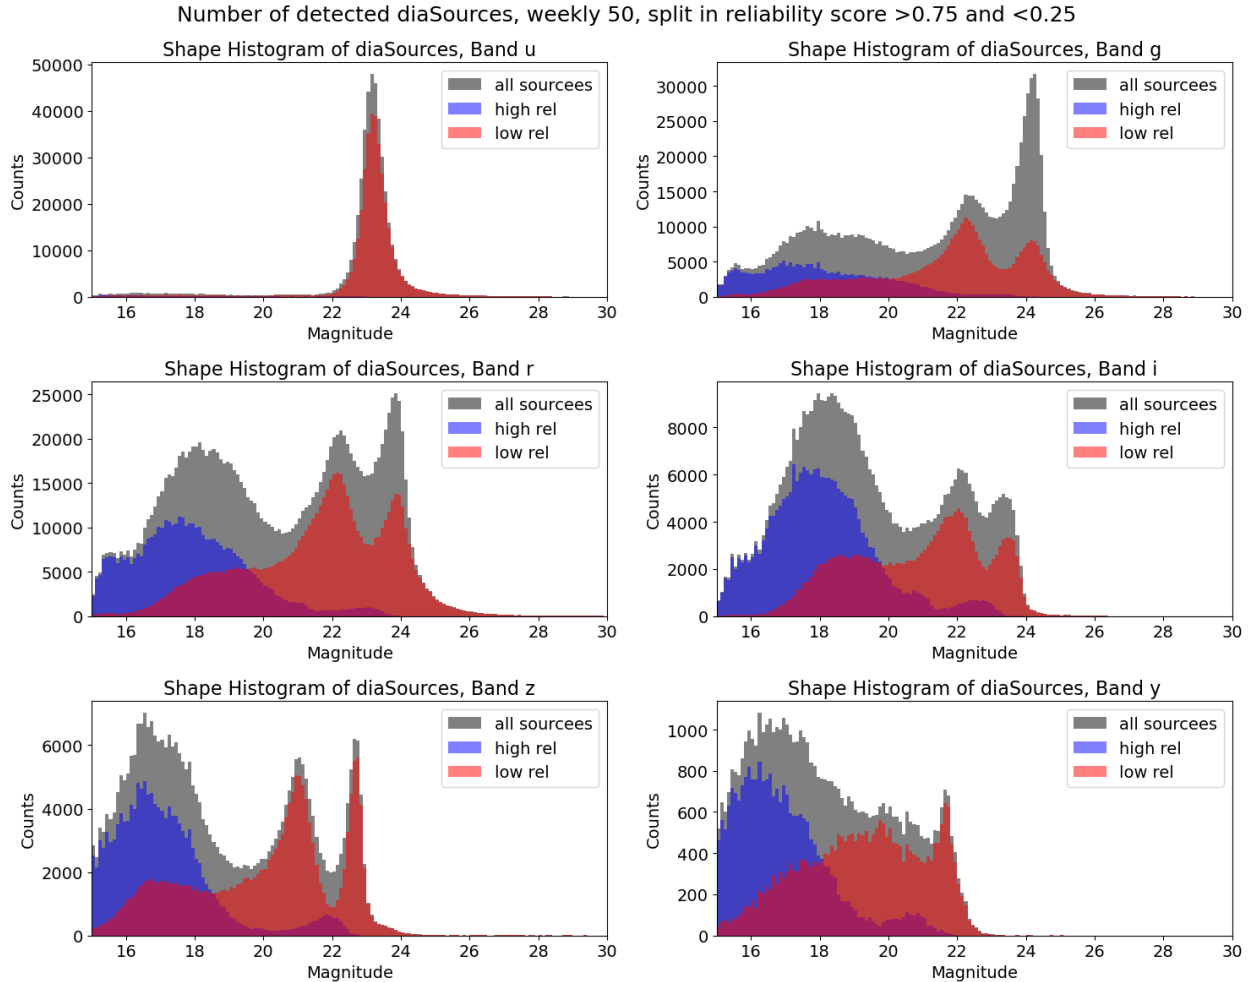 Number of detected diaSources, weekly 50, split in reliability score >0.75 and <0.25
Shape Histogram of diaSources, Band u
50000
40000
30000
20000
10000
0
Counts
16 18 20 22 24 26 28 30
Magnitude
all sourcees
high rel
low rel
Shape Histogram of diaSources, Band g
30000
25000
20000
15000
10000
5000
0
Counts
16 18 20 22 24 26 28 30
Magnitude
all sourcees
high rel
low rel
Shape Histogram of diaSources, Band r
25000
20000
15000
10000
5000
0
Counts
16 18 20 22 24 26 28 30
Magnitude
all sourcees
high rel
low rel
Shape Histogram of diaSources, Band i
8000
6000
4000
2000
0
Counts
16 18 20 22 24 26 28 30
Magnitude
all sourcees
high rel
low rel
Shape Histogram of diaSources, Band z
6000
4000
2000
0
Counts
16 18 20 22 24 26 28 30
Magnitude
all sourcees
high rel
low rel
Shape Histogram of diaSources, Band y
1000
800
600
400
200
0
Counts
16 18 20 22 24 26 28 30
Magnitude
all sourcees
high rel
low rel